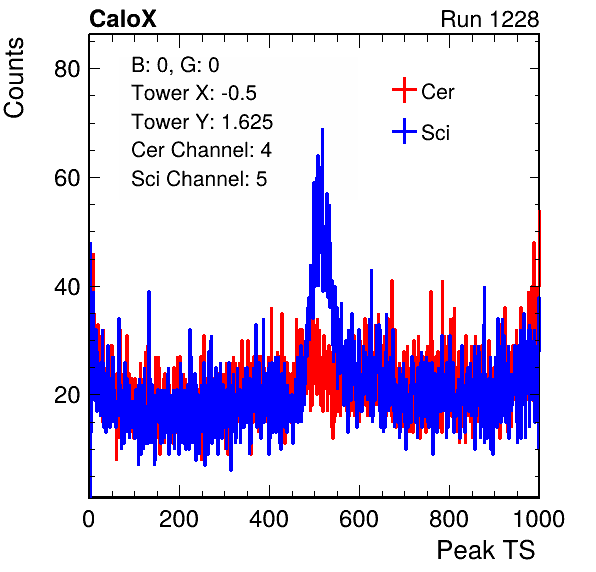 CaloX Run 1228
Counts
B: 0, G: 0
Tower X: -0.5
Tower Y: 1.625
Cer Channel: 4
Sci Channel: 5
Cer
Sci
80
60
40
20
0 200 400 600 800 1000
Peak TS